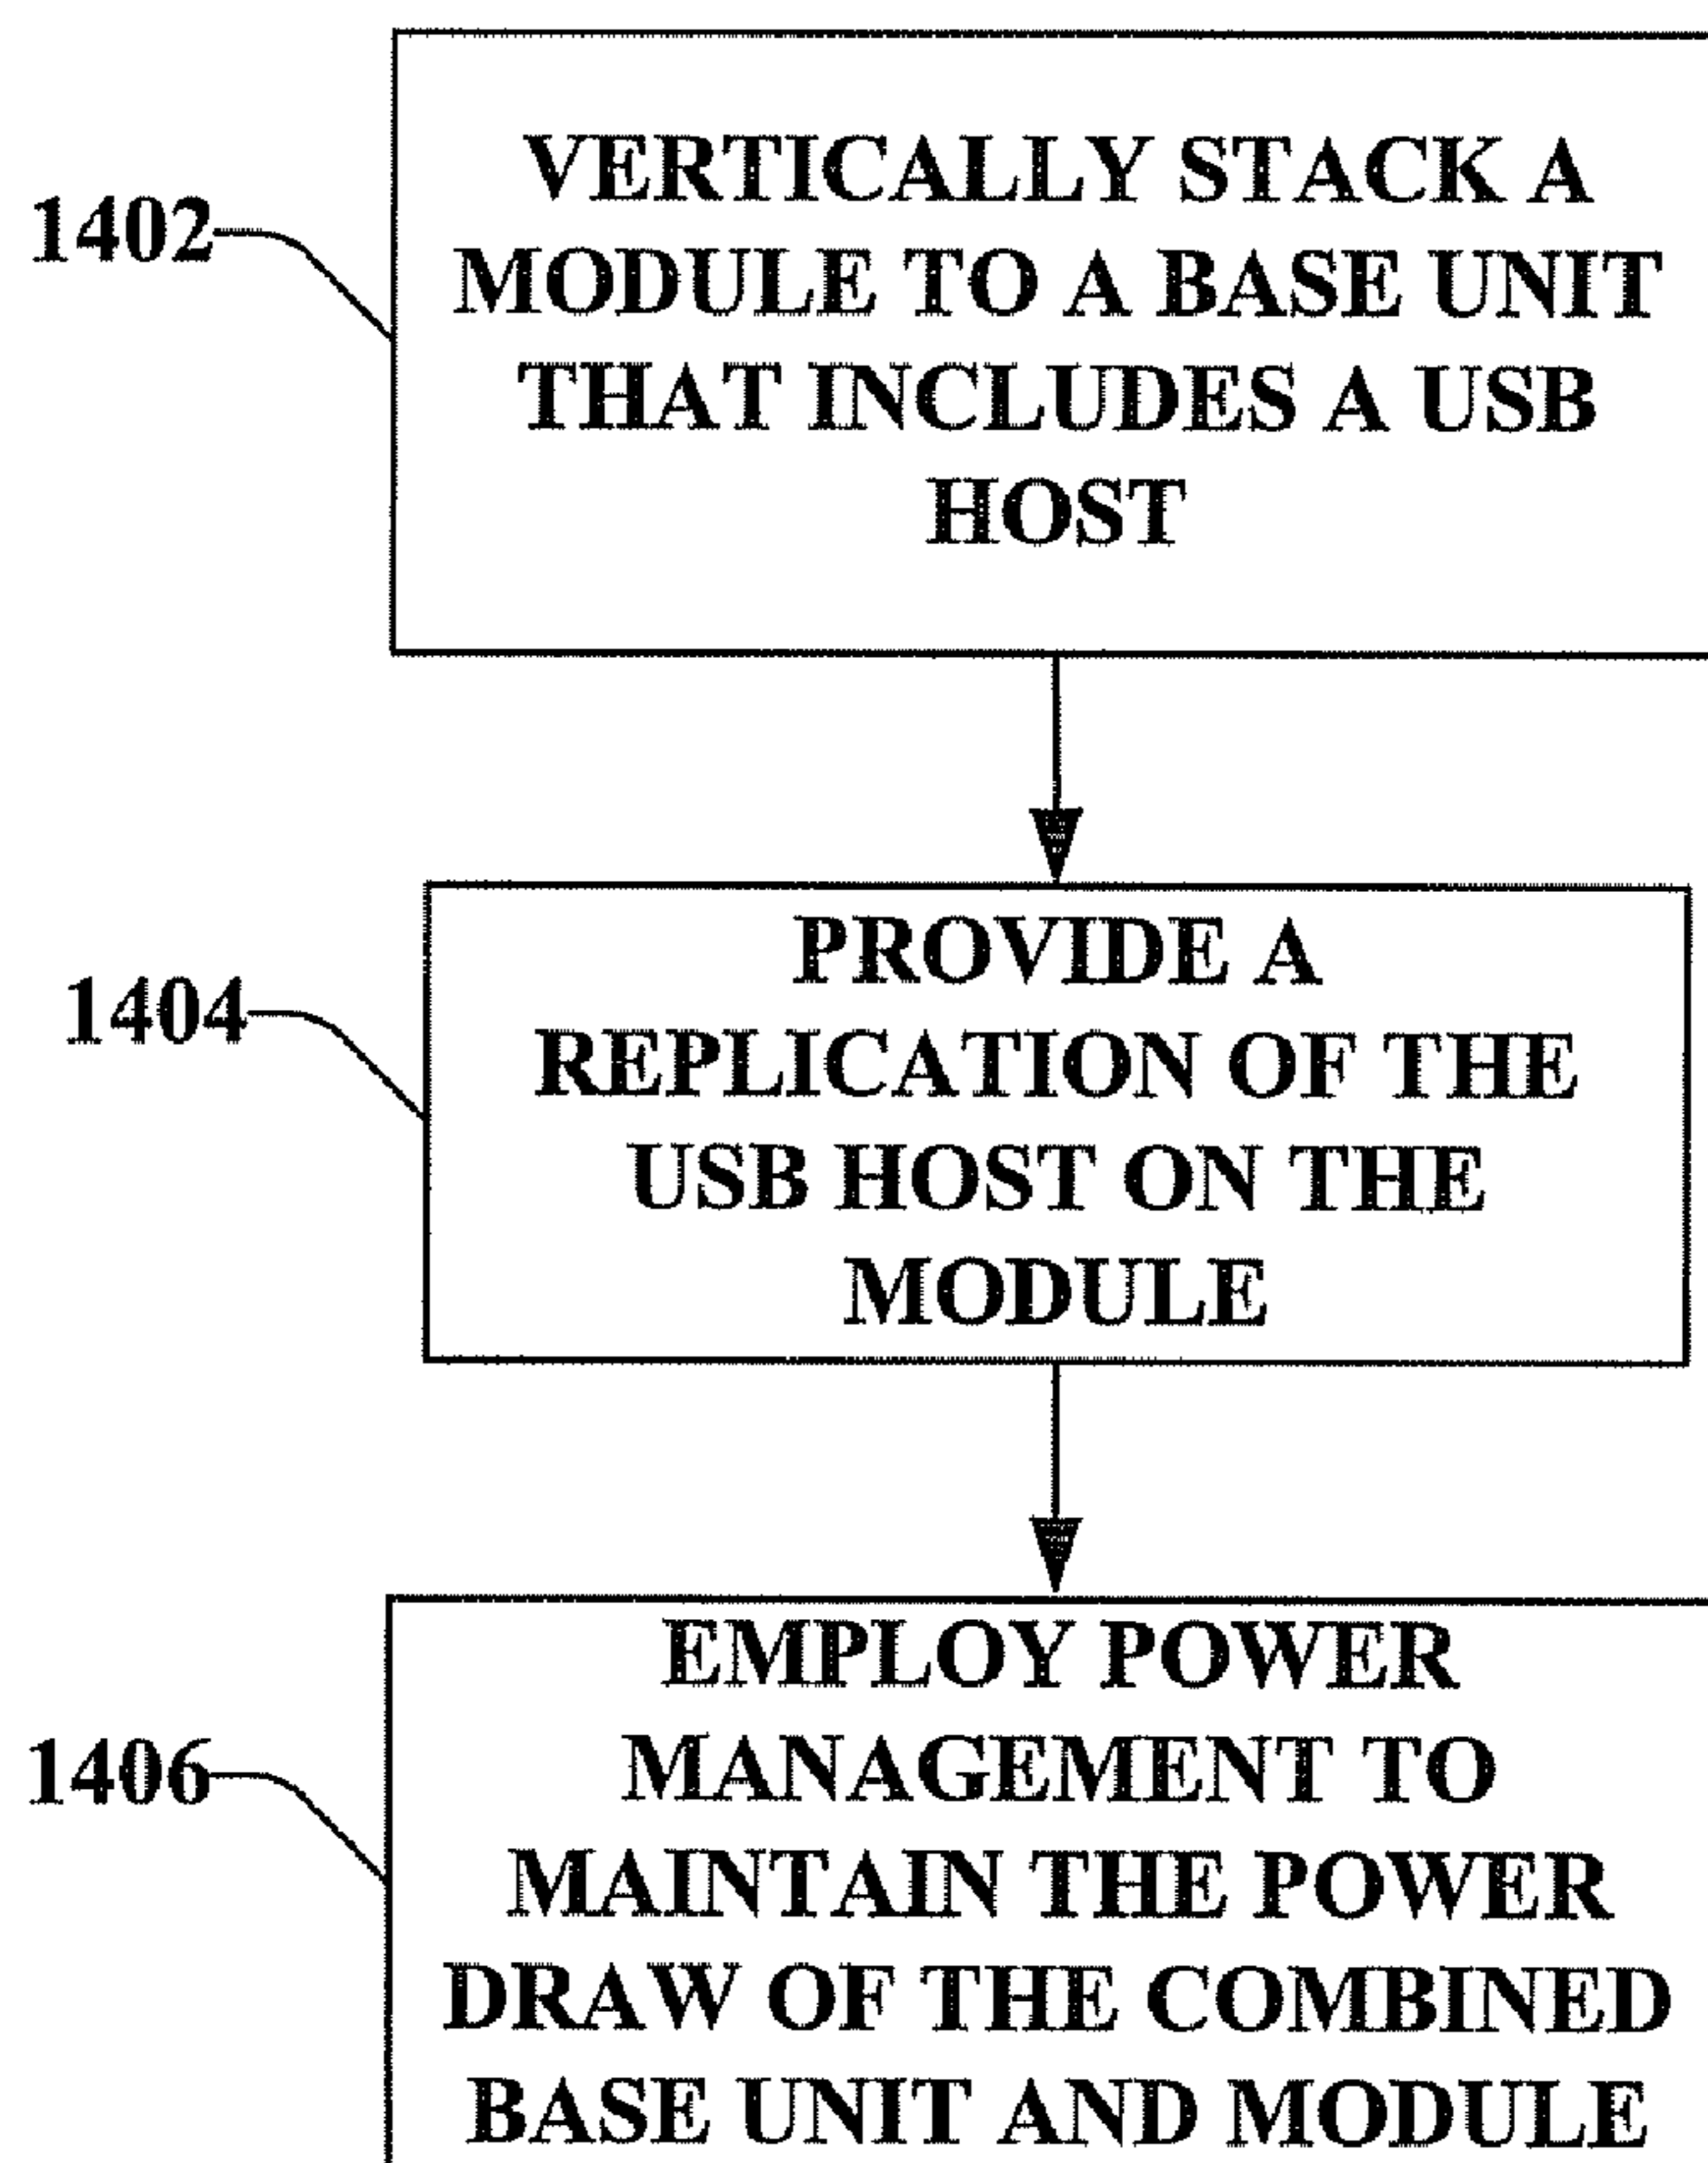 1402
VERTICALLY STACK A
MODULE TO A BASE UNIT
THAT INCLUDES A USB
HOST
1404
PROVIDE A
REPLICATION OF THE
USB HOST ON THE
MODULE
1406
EMPLOY POWER
MANAGEMENT TO
MAINTAIN THE POWER
DRAW OF THE COMBINED
BASE UNIT AND MODULE